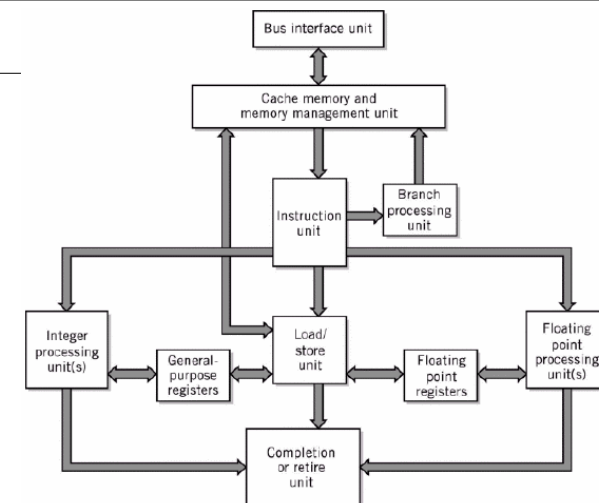 Bus interface unit
Cache memory and
memory management unit
Instruction
unit
Branch
processing
unit
Integer
processing
unit(s)
General-
purpose
registers
Load/
store
unit
Floating
point
registers
Floating
point
processing
unit(s)
Completion
or retire
unit